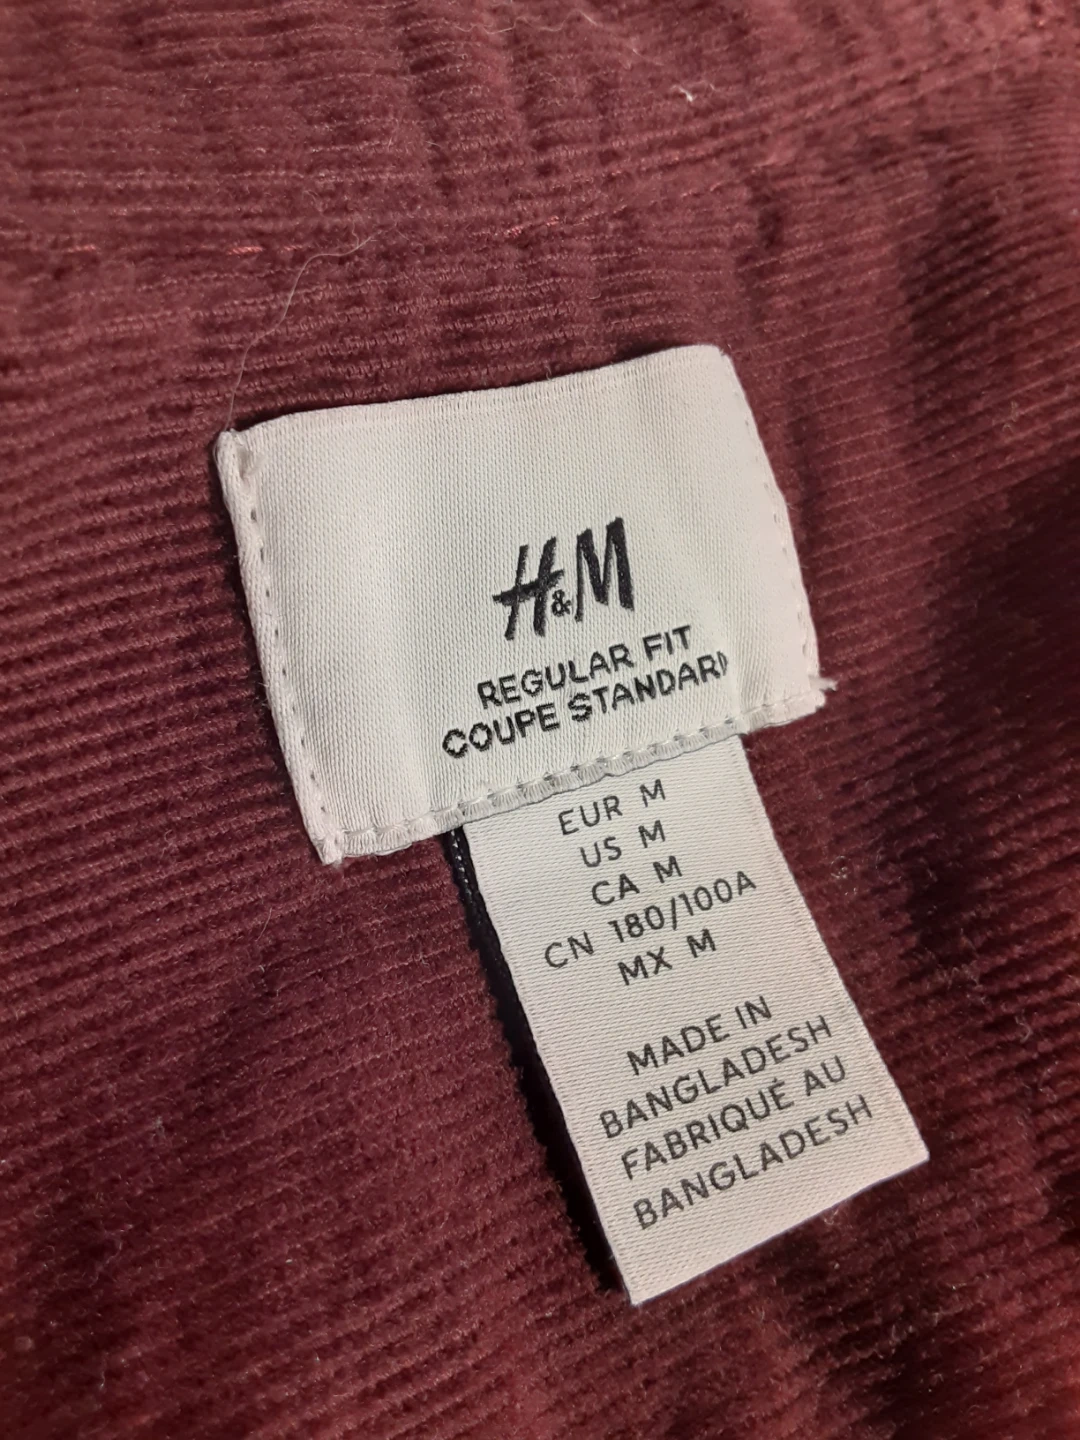 H&M
REGULAR FIT
COUPE STANDARD
EUR M
US M
CA M
CN 180/100A
MX M
MADE IN
BANGLADESH
FABRIQUÉ AU
BANGLADESH